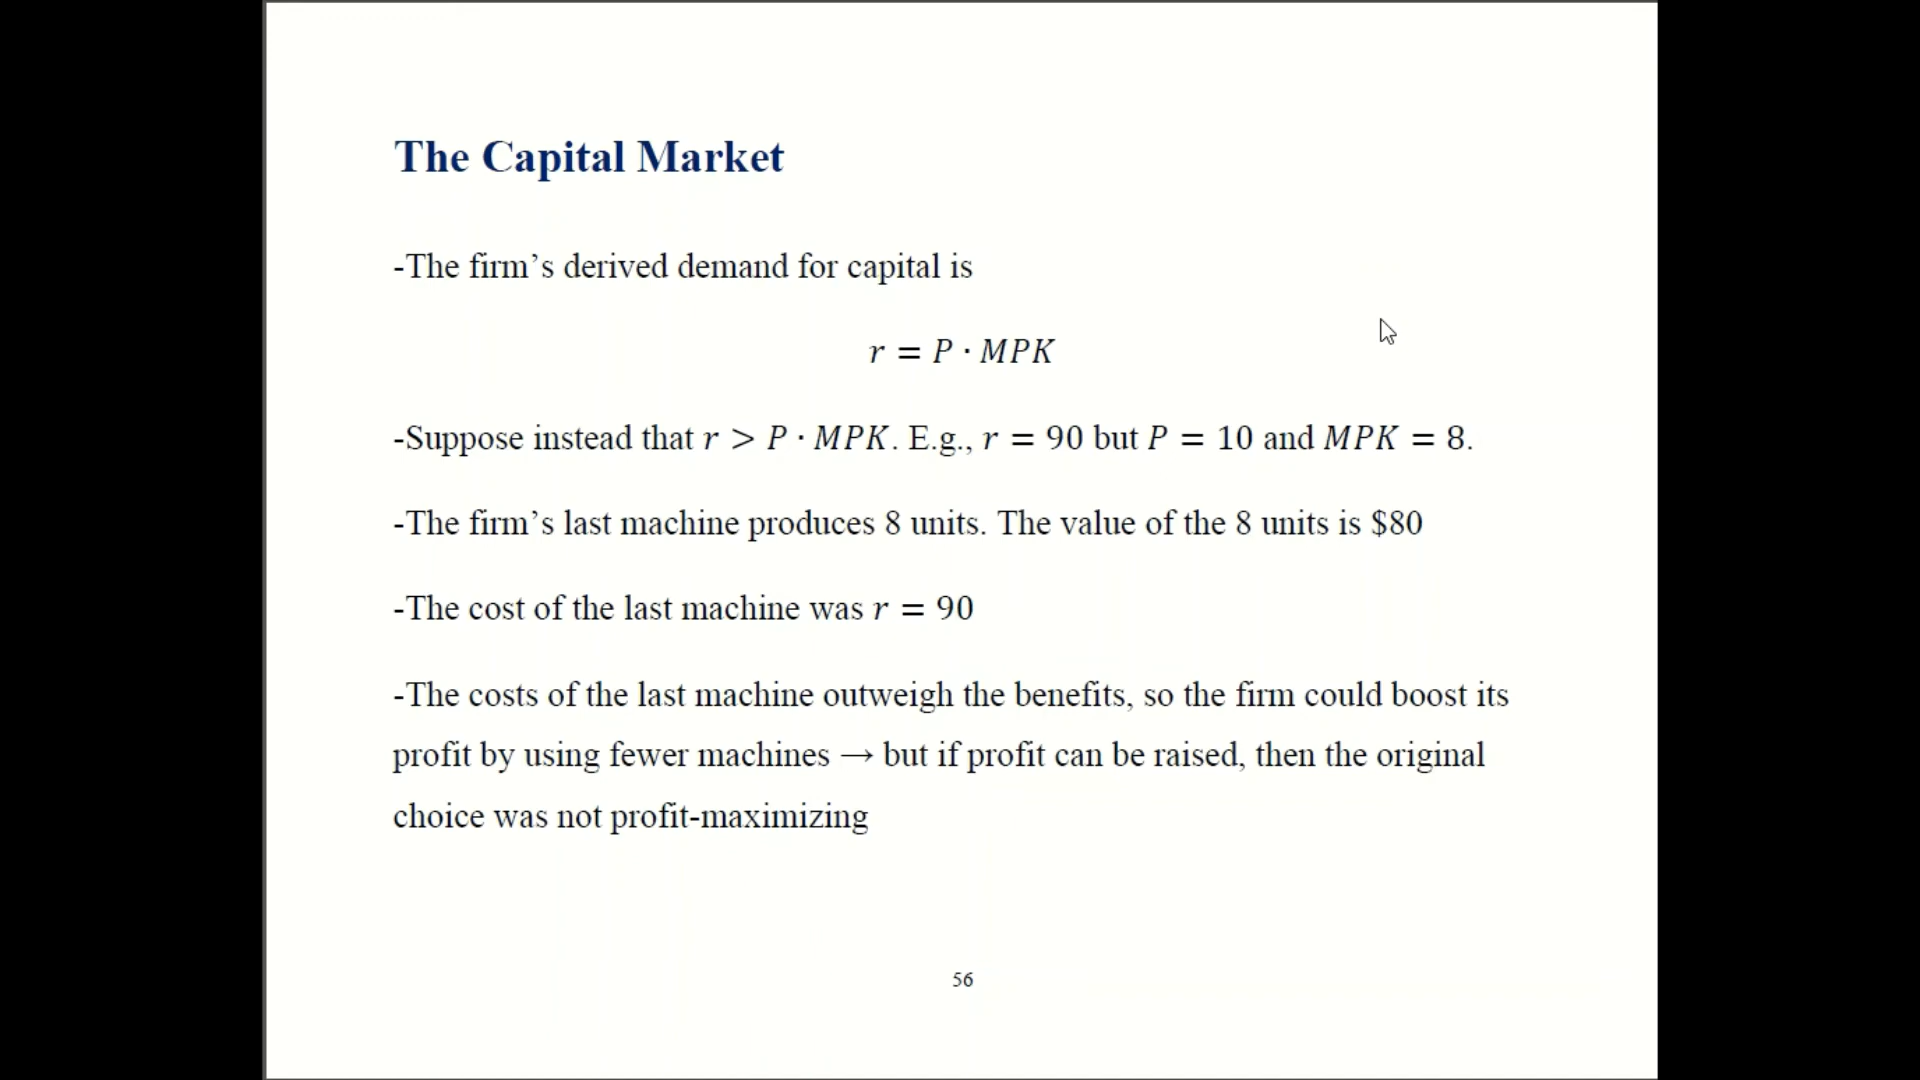 The Capital Market
-The firm’s derived demand for capital is
r = P · MPK
-Suppose instead that r > P · MPK. E.g., r = 90 but P = 10 and MPK = 8.
-The firm’s last machine produces 8 units. The value of the 8 units is $80
-The cost of the last machine was r = 90
-The costs of the last machine outweigh the benefits, so the firm could boost its
profit by using fewer machines → but if profit can be raised, then the original
choice was not profit-maximizing
56